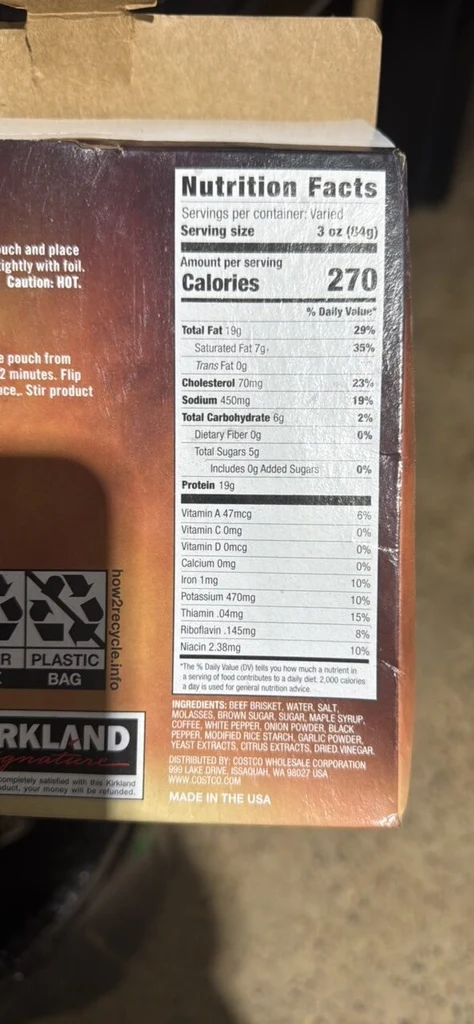 ouch and place
tightly with foil.
Caution: HOT.
e pouch from
2 minutes. Flip
ace. Stir product
how2recycle.info
R PLASTIC
BAG
RKLAND
gnature
completely satisfied with this Kirkland
duct, your money will be refunded.
Nutrition Facts
Servings per container: Varied
Serving size 3 oz (84g)
Amount per serving
Calories 270
% Daily Value*
Total Fat 19g 29%
Saturated Fat 7g 35%
Trans Fat 0g
Cholesterol 70mg 23%
Sodium 450mg 19%
Total Carbohydrate 6g 2%
Dietary Fiber 0g 0%
Total Sugars 5g
Includes 0g Added Sugars 0%
Protein 19g
Vitamin A 47mcg 6%
Vitamin C 0mg 0%
Vitamin D 0mcg 0%
Calcium 0mg 0%
Iron 1mg 10%
Potassium 470mg 10%
Thiamin .04mg 15%
Riboflavin .145mg 8%
Niacin 2.38mg 10%
*The % Daily Value (DV) tells you how much a nutrient in
a serving of food contributes to a daily diet. 2,000 calories
a day is used for general nutrition advice.
INGREDIENTS: BEEF BRISKET, WATER, SALT,
MOLASSES, BROWN SUGAR, SUGAR, MAPLE SYRUP,
COFFEE, WHITE PEPPER, ONION POWDER, BLACK
PEPPER, MODIFIED RICE STARCH, GARLIC POWDER,
YEAST EXTRACTS, CITRUS EXTRACTS, DRIED VINEGAR.
DISTRIBUTED BY: COSTCO WHOLESALE CORPORATION
999 LAKE DRIVE, ISSAQUAH, WA 98027 USA
WWW.COSTCO.COM
MADE IN THE USA